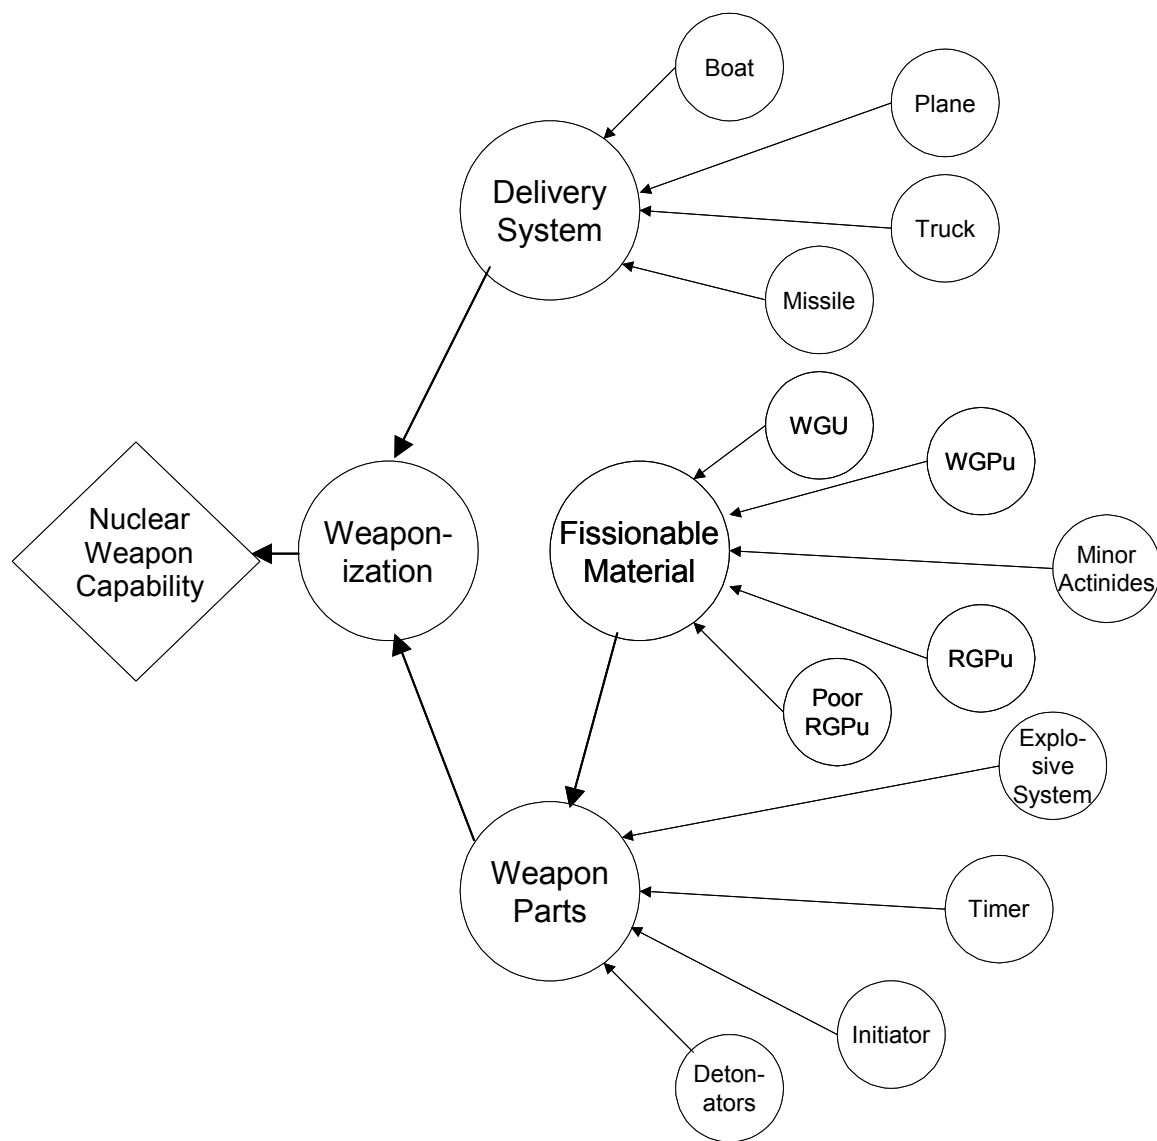 Boat
Plane
Delivery
System
Truck
Missile
WGU
WGPu
Nuclear
Weapon
Capability
Weapon-
ization
Fissionable
Material
Minor
Actinides
RGPu
Poor
RGPu
Explo-
sive
System
Weapon
Parts
Timer
Initiator
Deton-
ators